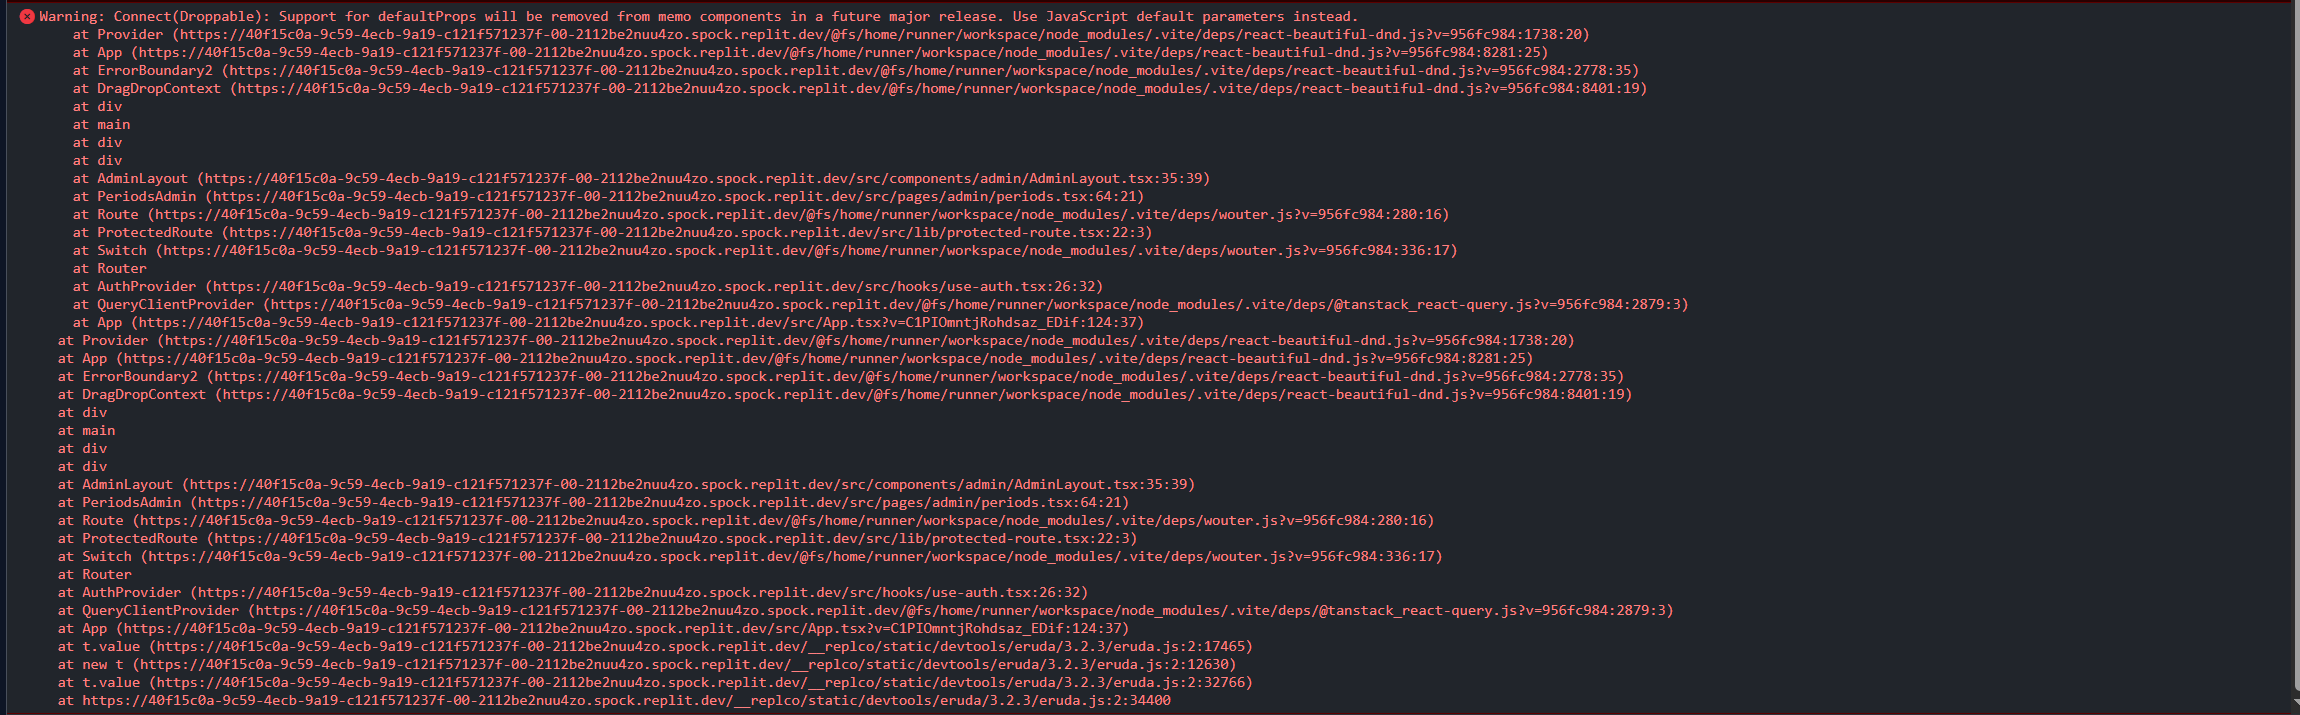 Warning: Connect(Droppable): Support for defaultProps will be removed from memo components in a future major release. Use JavaScript default parameters instead.
at Provider (https://40f15c0a-9c59-4ecb-9a19-c121f571237f-00-2112be2nuu4zo.spock.replit.dev/@fs/home/runner/workspace/node_modules/.vite/deps/react-beautiful-dnd.js?v=956fc984:1738:20)
at App (https://40f15c0a-9c59-4ecb-9a19-c121f571237f-00-2112be2nuu4zo.spock.replit.dev/@fs/home/runner/workspace/node_modules/.vite/deps/react-beautiful-dnd.js?v=956fc984:8281:25)
at ErrorBoundary2 (https://40f15c0a-9c59-4ecb-9a19-c121f571237f-00-2112be2nuu4zo.spock.replit.dev/@fs/home/runner/workspace/node_modules/.vite/deps/react-beautiful-dnd.js?v=956fc984:2778:35)
at DragDropContext (https://40f15c0a-9c59-4ecb-9a19-c121f571237f-00-2112be2nuu4zo.spock.replit.dev/@fs/home/runner/workspace/node_modules/.vite/deps/react-beautiful-dnd.js?v=956fc984:8401:19)
at div
at main
at div
at div
at AdminLayout (https://40f15c0a-9c59-4ecb-9a19-c121f571237f-00-2112be2nuu4zo.spock.replit.dev/src/components/admin/AdminLayout.tsx:35:39)
at PeriodsAdmin (https://40f15c0a-9c59-4ecb-9a19-c121f571237f-00-2112be2nuu4zo.spock.replit.dev/src/pages/admin/periods.tsx:64:21)
at Route (https://40f15c0a-9c59-4ecb-9a19-c121f571237f-00-2112be2nuu4zo.spock.replit.dev/@fs/home/runner/workspace/node_modules/.vite/deps/wouter.js?v=956fc984:280:16)
at ProtectedRoute (https://40f15c0a-9c59-4ecb-9a19-c121f571237f-00-2112be2nuu4zo.spock.replit.dev/src/lib/protected-route.tsx:22:3)
at Switch (https://40f15c0a-9c59-4ecb-9a19-c121f571237f-00-2112be2nuu4zo.spock.replit.dev/@fs/home/runner/workspace/node_modules/.vite/deps/wouter.js?v=956fc984:336:17)
at Router
at AuthProvider (https://40f15c0a-9c59-4ecb-9a19-c121f571237f-00-2112be2nuu4zo.spock.replit.dev/src/hooks/use-auth.tsx:26:32)
at QueryClientProvider (https://40f15c0a-9c59-4ecb-9a19-c121f571237f-00-2112be2nuu4zo.spock.replit.dev/@fs/home/runner/workspace/node_modules/.vite/deps/@tanstack_react-query.js?v=956fc984:2879:3)
at App (https://40f15c0a-9c59-4ecb-9a19-c121f571237f-00-2112be2nuu4zo.spock.replit.dev/src/App.tsx?v=C1PIOmntjRohdsaz_EDif:124:37)
at Provider (https://40f15c0a-9c59-4ecb-9a19-c121f571237f-00-2112be2nuu4zo.spock.replit.dev/@fs/home/runner/workspace/node_modules/.vite/deps/react-beautiful-dnd.js?v=956fc984:1738:20)
at App (https://40f15c0a-9c59-4ecb-9a19-c121f571237f-00-2112be2nuu4zo.spock.replit.dev/@fs/home/runner/workspace/node_modules/.vite/deps/react-beautiful-dnd.js?v=956fc984:8281:25)
at ErrorBoundary2 (https://40f15c0a-9c59-4ecb-9a19-c121f571237f-00-2112be2nuu4zo.spock.replit.dev/@fs/home/runner/workspace/node_modules/.vite/deps/react-beautiful-dnd.js?v=956fc984:2778:35)
at DragDropContext (https://40f15c0a-9c59-4ecb-9a19-c121f571237f-00-2112be2nuu4zo.spock.replit.dev/@fs/home/runner/workspace/node_modules/.vite/deps/react-beautiful-dnd.js?v=956fc984:8401:19)
at div
at main
at div
at div
at AdminLayout (https://40f15c0a-9c59-4ecb-9a19-c121f571237f-00-2112be2nuu4zo.spock.replit.dev/src/components/admin/AdminLayout.tsx:35:39)
at PeriodsAdmin (https://40f15c0a-9c59-4ecb-9a19-c121f571237f-00-2112be2nuu4zo.spock.replit.dev/src/pages/admin/periods.tsx:64:21)
at Route (https://40f15c0a-9c59-4ecb-9a19-c121f571237f-00-2112be2nuu4zo.spock.replit.dev/@fs/home/runner/workspace/node_modules/.vite/deps/wouter.js?v=956fc984:280:16)
at ProtectedRoute (https://40f15c0a-9c59-4ecb-9a19-c121f571237f-00-2112be2nuu4zo.spock.replit.dev/src/lib/protected-route.tsx:22:3)
at Switch (https://40f15c0a-9c59-4ecb-9a19-c121f571237f-00-2112be2nuu4zo.spock.replit.dev/@fs/home/runner/workspace/node_modules/.vite/deps/wouter.js?v=956fc984:336:17)
at Router
at AuthProvider (https://40f15c0a-9c59-4ecb-9a19-c121f571237f-00-2112be2nuu4zo.spock.replit.dev/src/hooks/use-auth.tsx:26:32)
at QueryClientProvider (https://40f15c0a-9c59-4ecb-9a19-c121f571237f-00-2112be2nuu4zo.spock.replit.dev/@fs/home/runner/workspace/node_modules/.vite/deps/@tanstack_react-query.js?v=956fc984:2879:3)
at App (https://40f15c0a-9c59-4ecb-9a19-c121f571237f-00-2112be2nuu4zo.spock.replit.dev/src/App.tsx?v=C1PIOmntjRohdsaz_EDif:124:37)
at t.value (https://40f15c0a-9c59-4ecb-9a19-c121f571237f-00-2112be2nuu4zo.spock.replit.dev/__replco/static/devtools/eruda/3.2.3/eruda.js:2:17465)
at new t (https://40f15c0a-9c59-4ecb-9a19-c121f571237f-00-2112be2nuu4zo.spock.replit.dev/__replco/static/devtools/eruda/3.2.3/eruda.js:2:12630)
at t.value (https://40f15c0a-9c59-4ecb-9a19-c121f571237f-00-2112be2nuu4zo.spock.replit.dev/__replco/static/devtools/eruda/3.2.3/eruda.js:2:32766)
at https://40f15c0a-9c59-4ecb-9a19-c121f571237f-00-2112be2nuu4zo.spock.replit.dev/__replco/static/devtools/eruda/3.2.3/eruda.js:2:34400